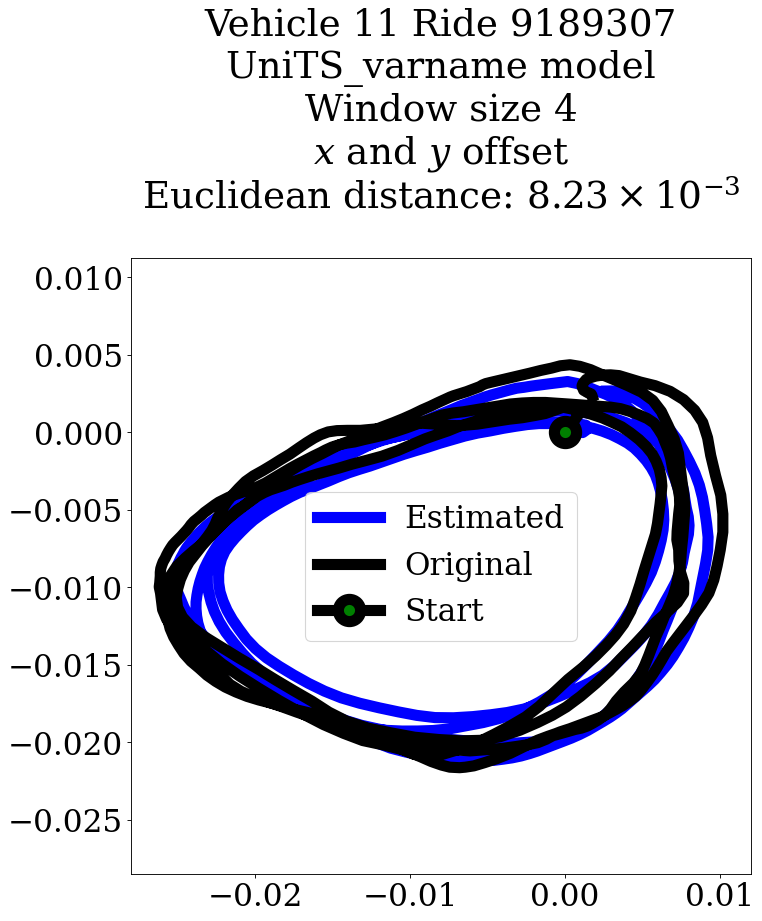 Vehicle 11 Ride 9189307
UniTS_varname model
Window size 4
x and y offset
Euclidean distance: 8.23 × 10⁻³
0.010
0.005
0.000
−0.005
−0.010
−0.015
−0.020
−0.025
Estimated
Original
Start
−0.02 −0.01 0.00 0.01